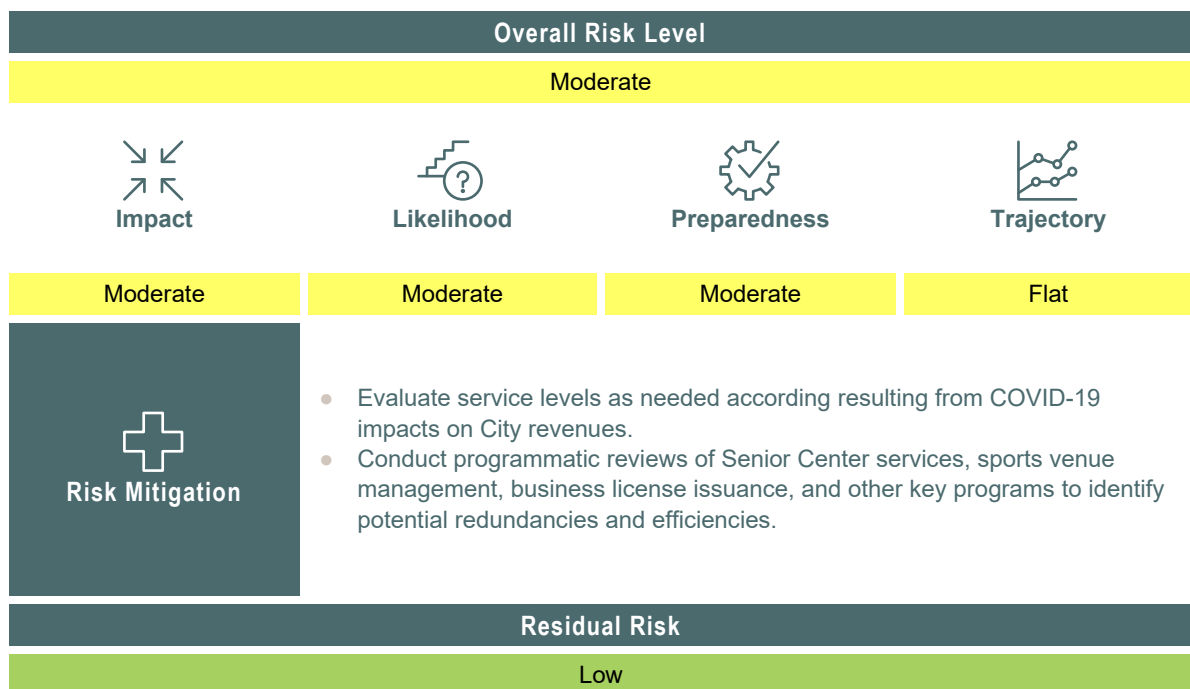 Overall Risk Level
Moderate
?
Impact
Likelihood
Preparedness
Trajectory
Moderate
Moderate
Moderate
Flat
Risk Mitigation
● Evaluate service levels as needed according resulting from COVID-19
impacts on City revenues.
● Conduct programmatic reviews of Senior Center services, sports venue
management, business license issuance, and other key programs to identify
potential redundancies and efficiencies.
Residual Risk
Low